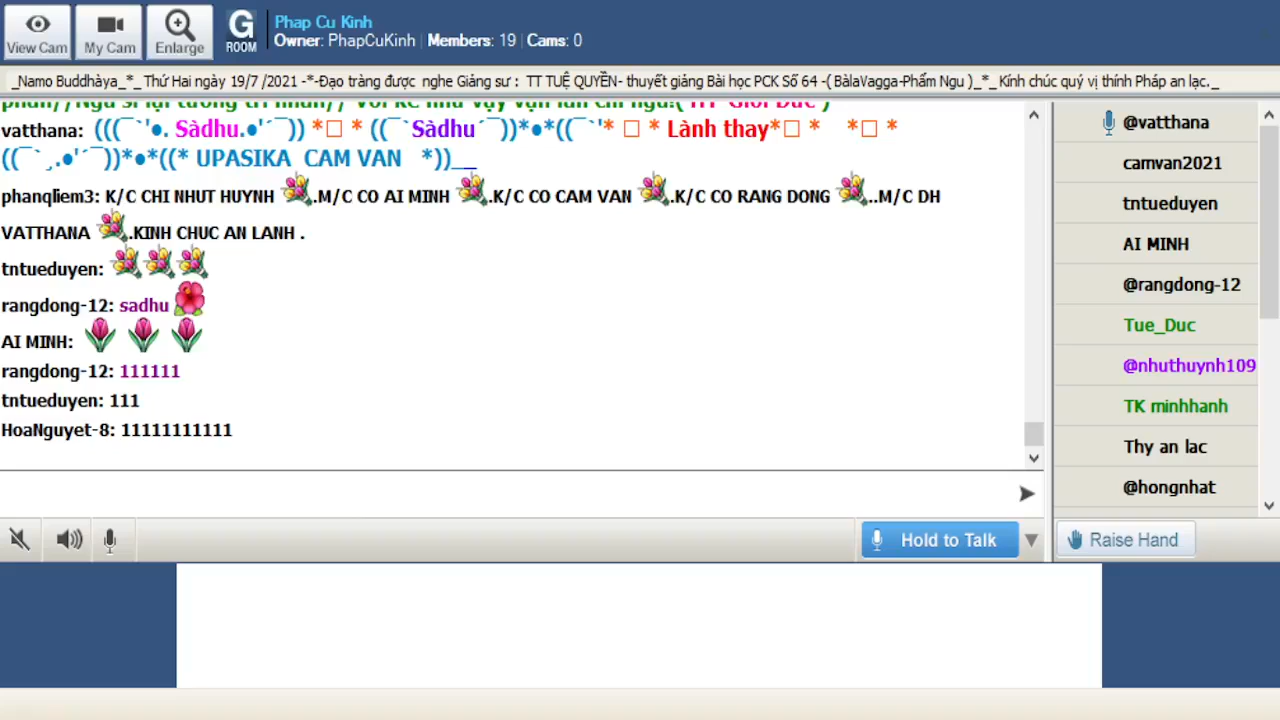 Phap Cu Kinh
Owner: PhapCuKinh | Members: 19 | Cams: 0
View Cam
My Cam
Enlarge
G ROOM
_Namo Buddhàya_*_ Thứ Hai ngày 19/7 /2021 -*-Đạo tràng được nghe Giảng sư : TT TUỆ QUYỀN- thuyết giảng Bài học PCK Số 64 -( BàlaVagga-Phẩm Ngu )_*_ Kính chúc quý vị thính Pháp an lạc._
vatthana: (((¯`'•. Sàdhu.•'´¯)) *□ * ((¯`Sàdhu´¯))*•*((¯`'* □ * Lành thay*□ * *□ *
((¯`¸.•'´¯))*•*((* UPASIKA CAM VAN *))__
phanqliem3: K/C CHI NHUT HUYNH .M/C CO AI MINH .K/C CO CAM VAN .K/C CO RANG DONG ..M/C DH
VATTHANA .KINH CHUC AN LANH .
tntueduyen:
rangdong-12: sadhu
AI MINH:
rangdong-12: 111111
tntueduyen: 111
HoaNguyet-8: 11111111111
@vatthana
camvan2021
tntueduyen
AI MINH
@rangdong-12
Tue_Duc
@nhuthuynh109
TK minhhanh
Thy an lac
@hongnhat
Hold to Talk
Raise Hand